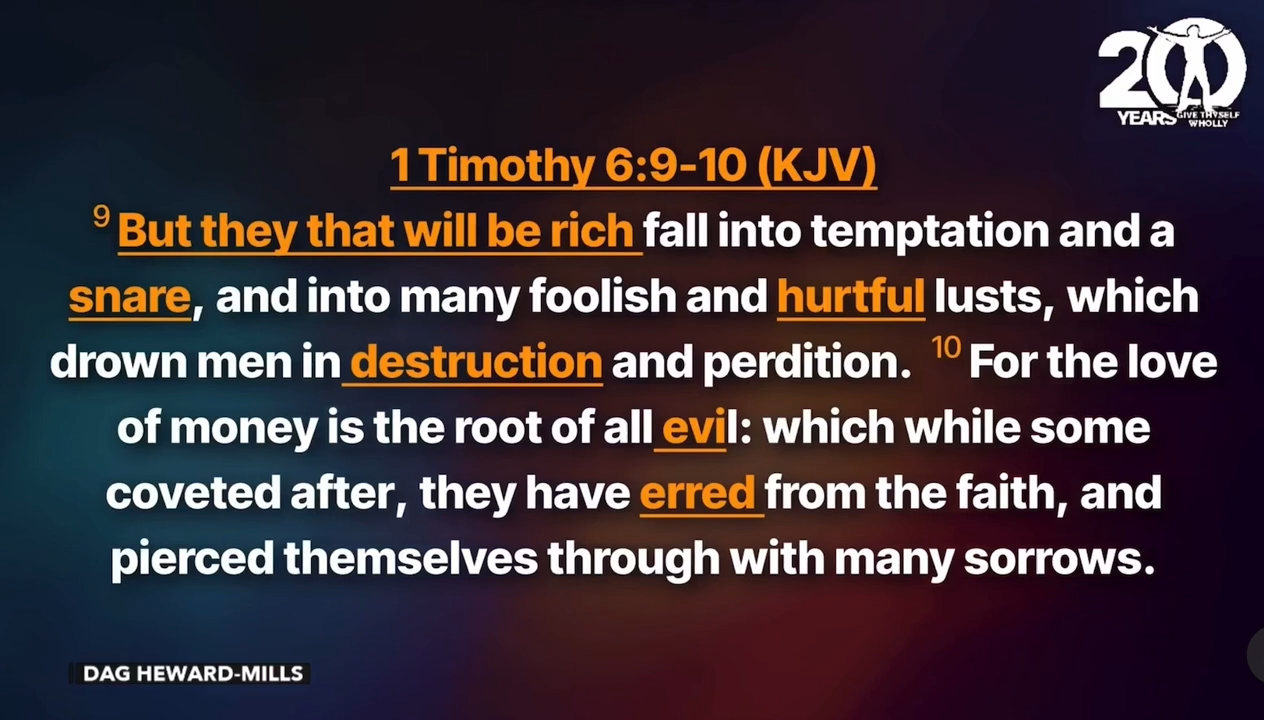 20
YEARS GIVE THYSELF
WHOLLY
1 Timothy 6:9-10 (KJV)
9 But they that will be rich fall into temptation and a
snare, and into many foolish and hurtful lusts, which
drown men in destruction and perdition. 10 For the love
of money is the root of all evil: which while some
coveted after, they have erred from the faith, and
pierced themselves through with many sorrows.
DAG HEWARD-MILLS